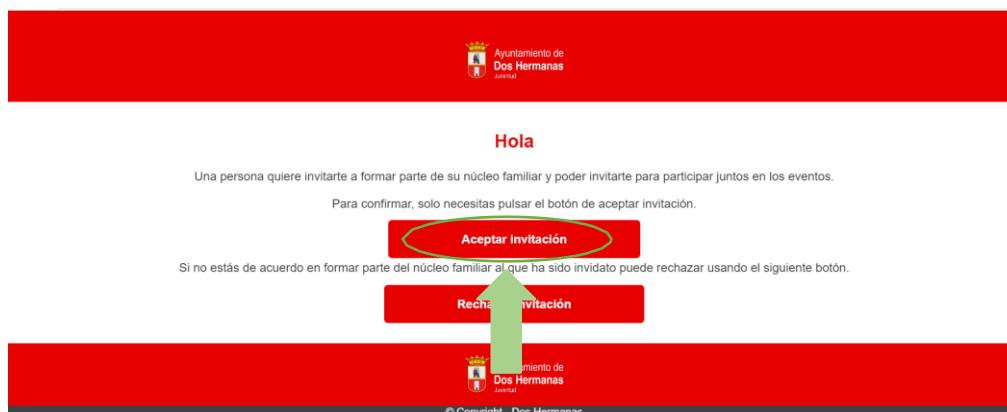 Ayuntamiento de
Dos Hermanas
Juventud
Hola
Una persona quiere invitarte a formar parte de su núcleo familiar y poder invitarte para participar juntos en los eventos.
Para confirmar, solo necesitas pulsar el botón de aceptar invitación.
Aceptar invitación
Si no estás de acuerdo en formar parte del núcleo familiar al que ha sido invidato puede rechazar usando el siguiente botón.
Dos Hermanas
Juventud
© Copyright - Dos Hermanas